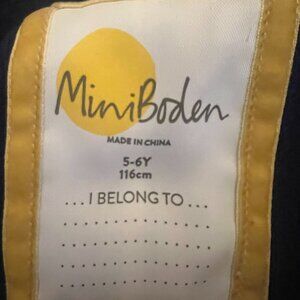 MiniBoden
MADE IN CHINA
5-6Y
116cm
...I BELONG TO...